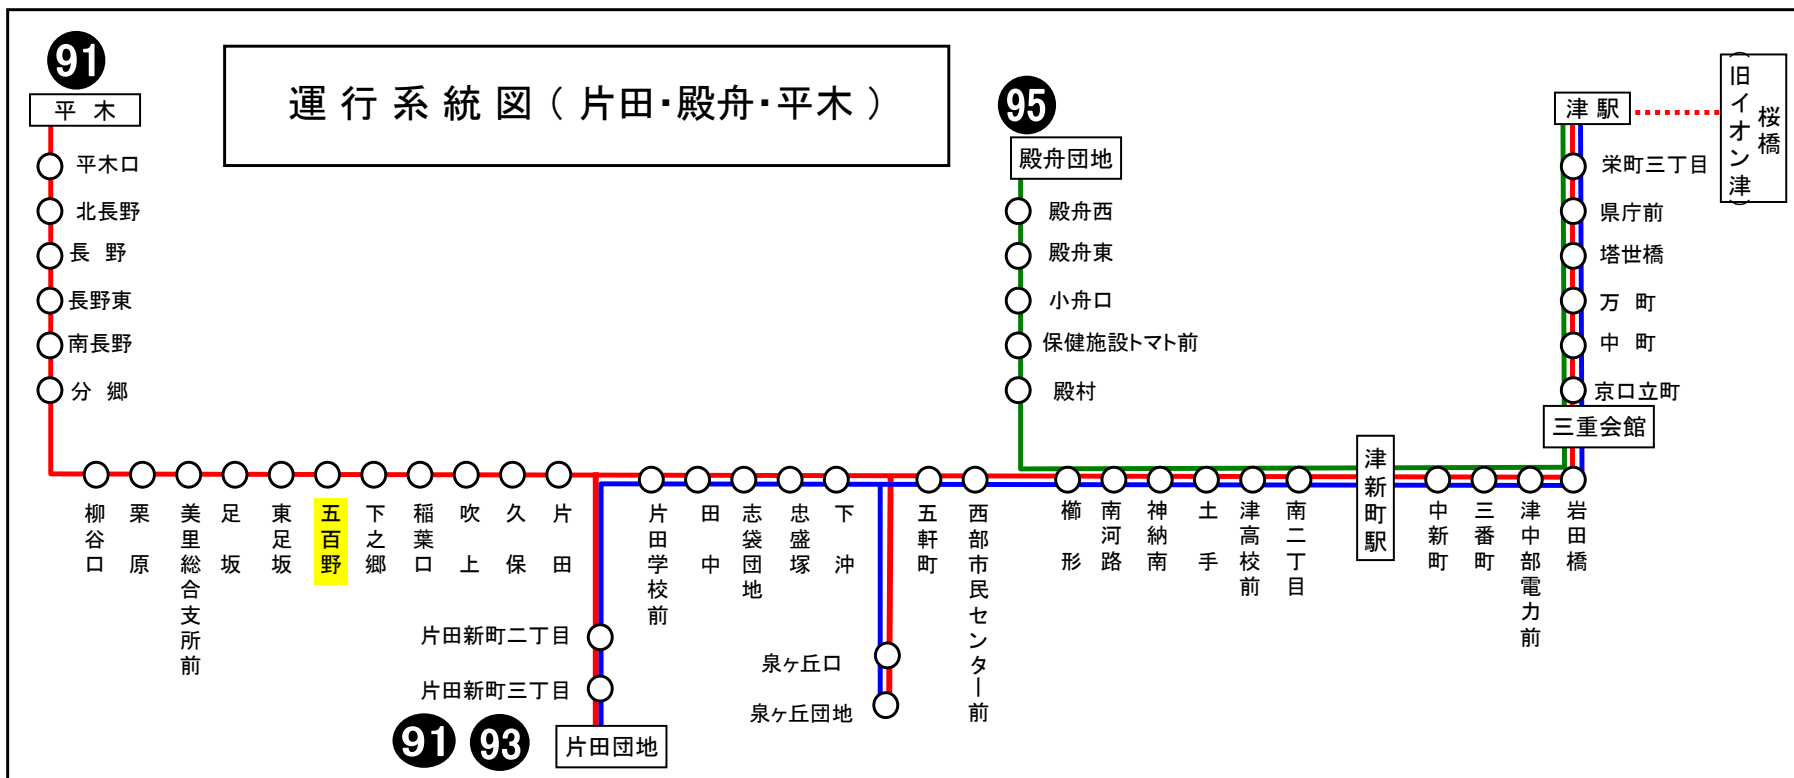 運行系統図（片田・殿舟・平木）
91
平木
平木口
北長野
長野
長野東
南長野
分郷
柳谷口
栗原
美里総合支所前
足坂
東足坂
五百野
下之郷
稲葉口
吹上
久保
片田
片田学校前
田中
志袋団地
忠盛塚
下沖
五軒町
西部市民センター前
櫛形
南河路
神納南
土手
津高校前
南二丁目
津新町駅
中新町
三番町
津中部電力前
岩田橋
片田新町二丁目
片田新町三丁目
91
93
片田団地
泉ヶ丘口
泉ヶ丘団地
95
殿舟団地
殿舟西
殿舟東
小舟口
保健施設トマト前
殿村
津駅
栄町三丁目
県庁前
塔世橋
万町
中町
京口立町
三重会館
桜橋
（旧イオン津）